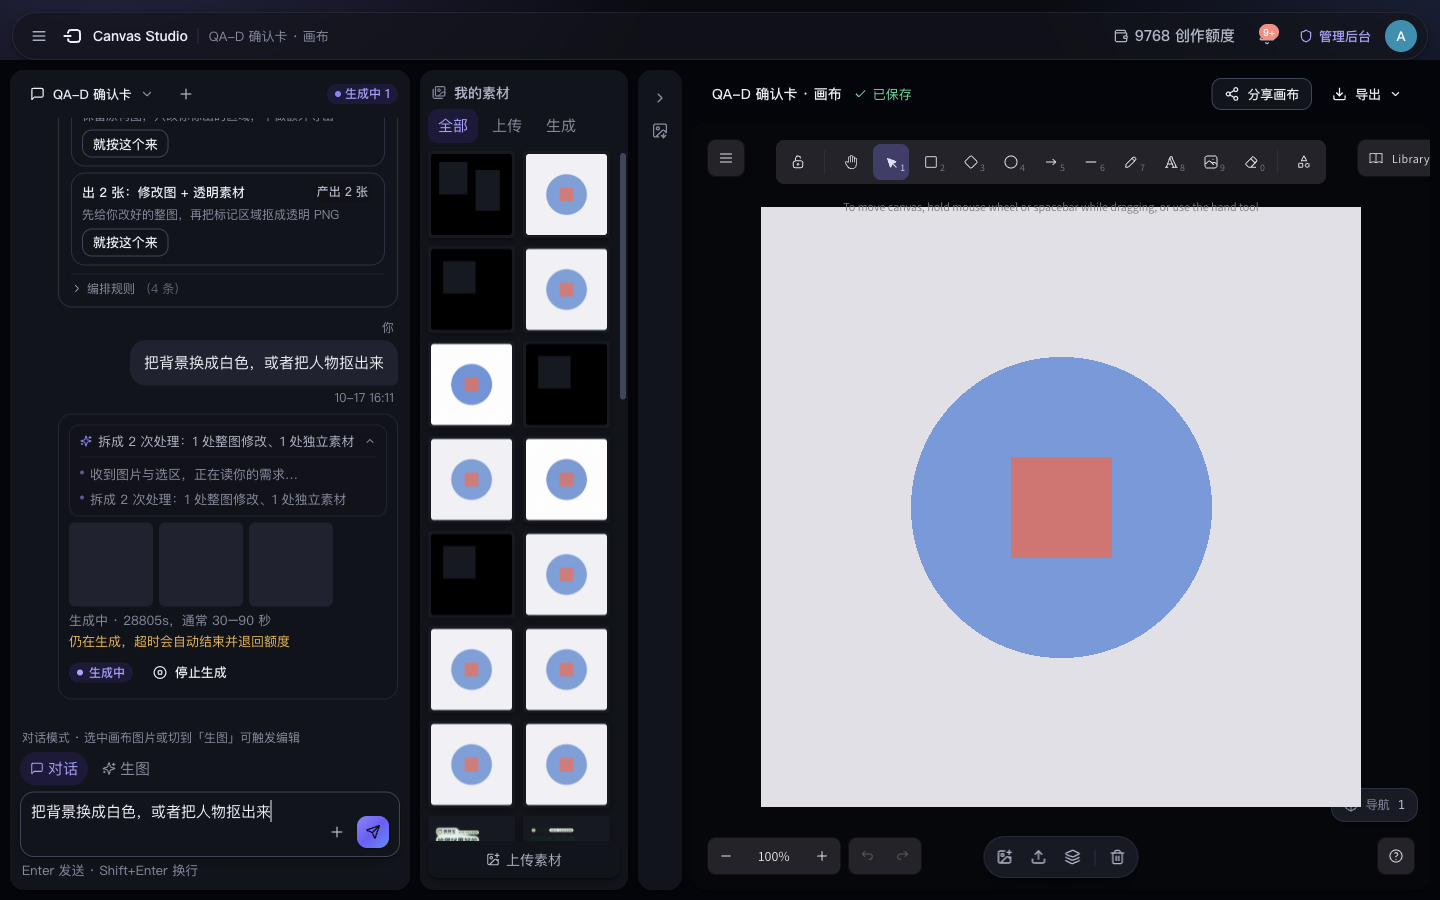 Canvas Studio
QA-D 确认卡 · 画布
9768 创作额度
9+
管理后台
A
QA-D 确认卡
生成中 1
就按这个来
出 2 张：修改图 + 透明素材
产出 2 张
先给你改好的整图，再把标记区域抠成透明 PNG
就按这个来
编排规则 （4 条）
你
把背景换成白色，或者把人物抠出来
10-17 16:11
拆成 2 次处理：1 处整图修改、1 处独立素材
收到图片与选区，正在读你的需求...
拆成 2 次处理：1 处整图修改、1 处独立素材
生成中 · 28805s，通常 30–90 秒
仍在生成，超时会自动结束并退回额度
生成中
停止生成
对话模式 · 选中画布图片或切到「生图」可触发编辑
对话
生图
把背景换成白色，或者把人物抠出来
Enter 发送 · Shift+Enter 换行
我的素材
全部
上传
生成
上传素材
QA-D 确认卡 · 画布
已保存
分享画布
导出
1
2
3
4
5
6
7
8
9
0
Library
To move canvas, hold mouse wheel or spacebar while dragging, or use the hand tool
导航 1
100%